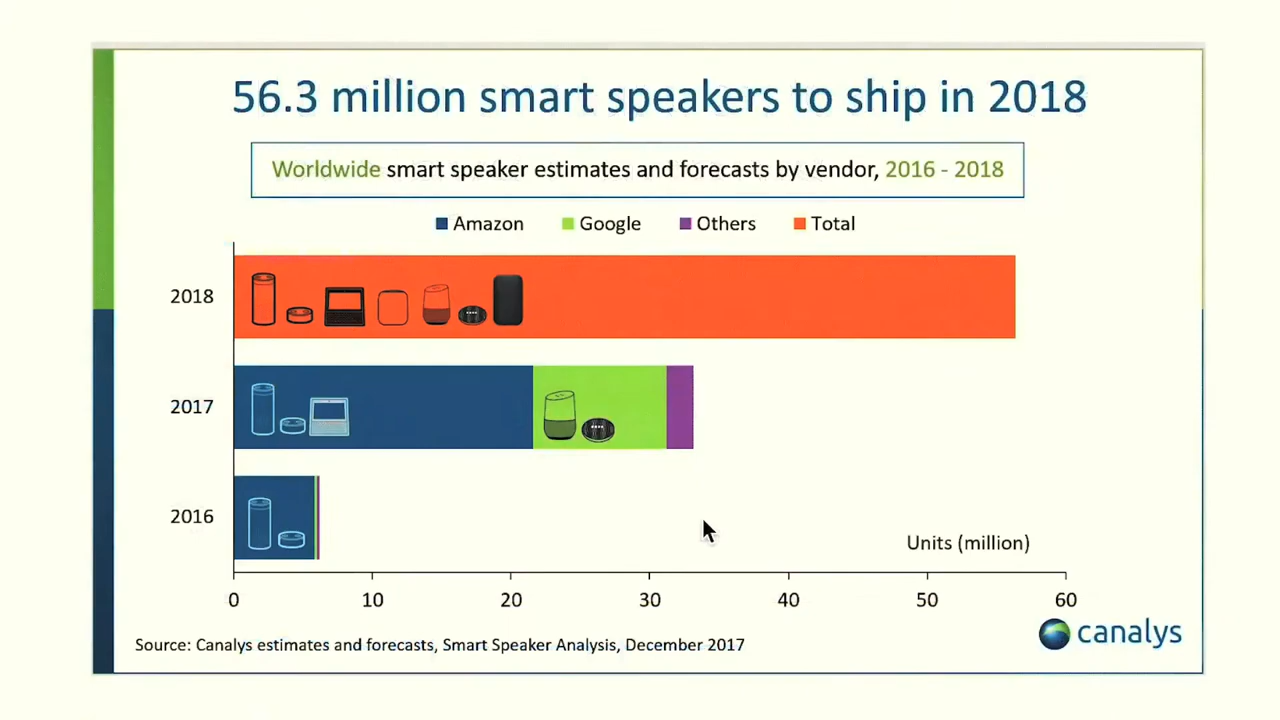 56.3 million smart speakers to ship in 2018
Worldwide smart speaker estimates and forecasts by vendor, 2016 - 2018
Amazon Google Others Total
2018
2017
2016
Units (million)
0 10 20 30 40 50 60
Source: Canalys estimates and forecasts, Smart Speaker Analysis, December 2017
canalys